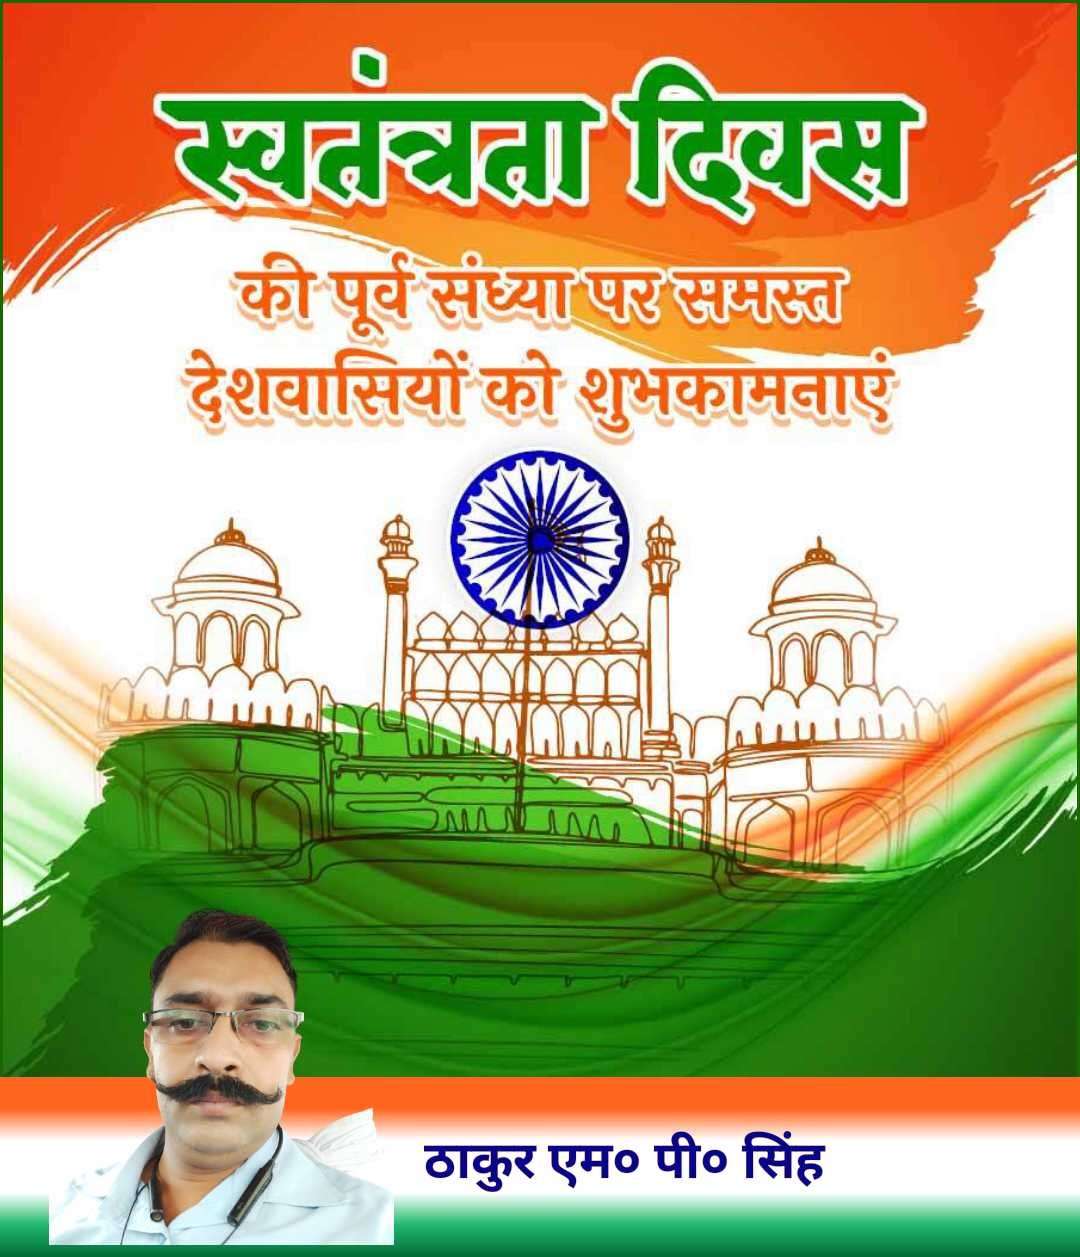 स्वतंत्रता दिवस
की पूर्व संध्या पर समस्त
देशवासियों को शुभकामनाएं
ठाकुर एम० पी० सिंह